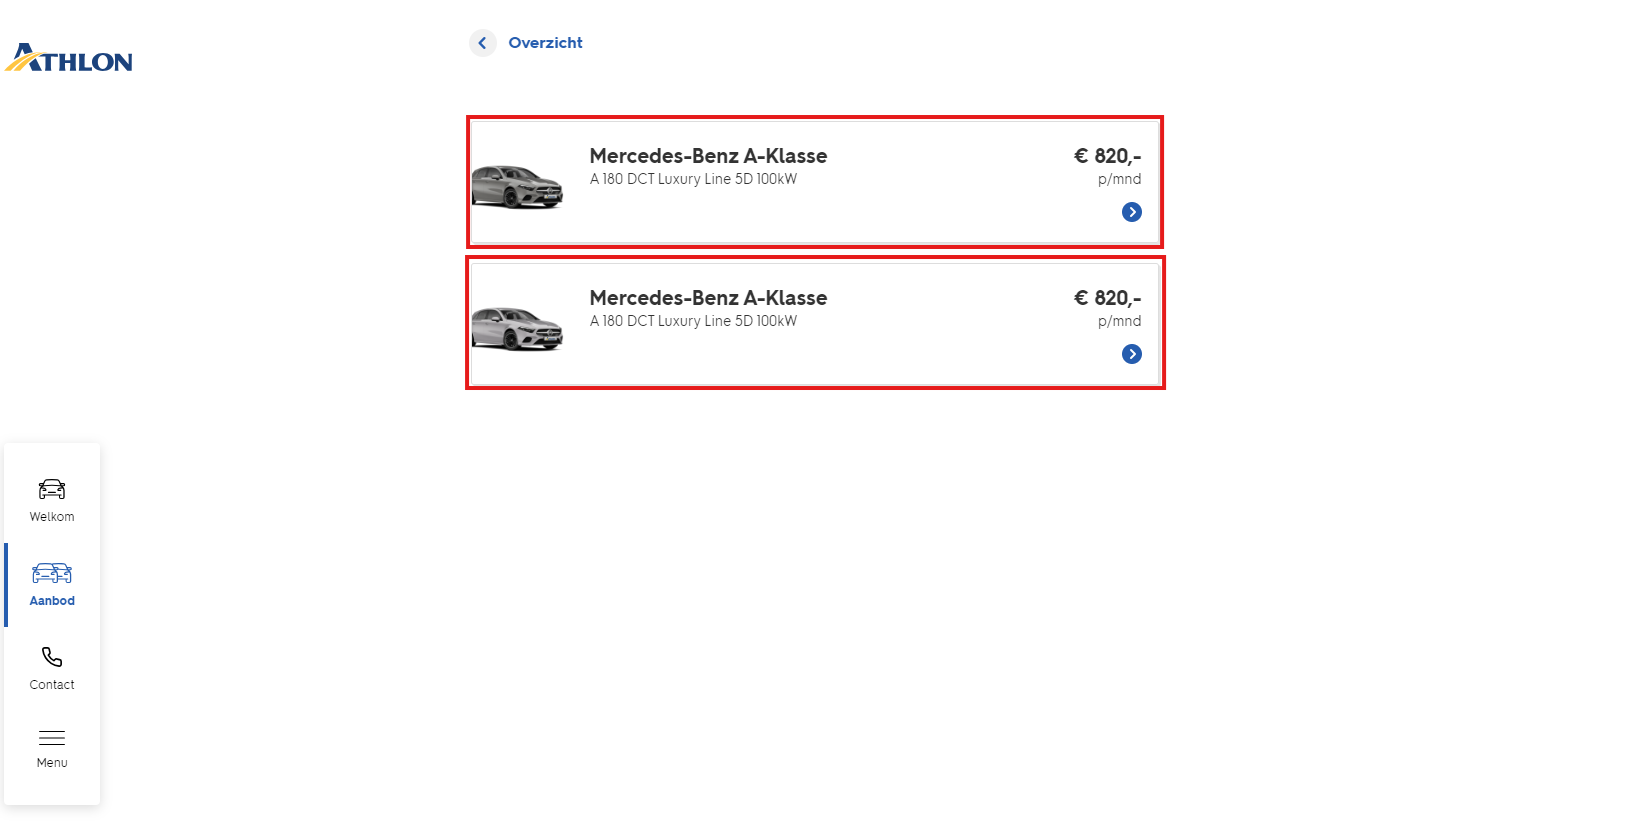 ATHLON
Overzicht
Mercedes-Benz A-Klasse
A 180 DCT Luxury Line 5D 100kW
€ 820,-
p/mnd
Mercedes-Benz A-Klasse
A 180 DCT Luxury Line 5D 100kW
€ 820,-
p/mnd
Welkom
Aanbod
Contact
Menu